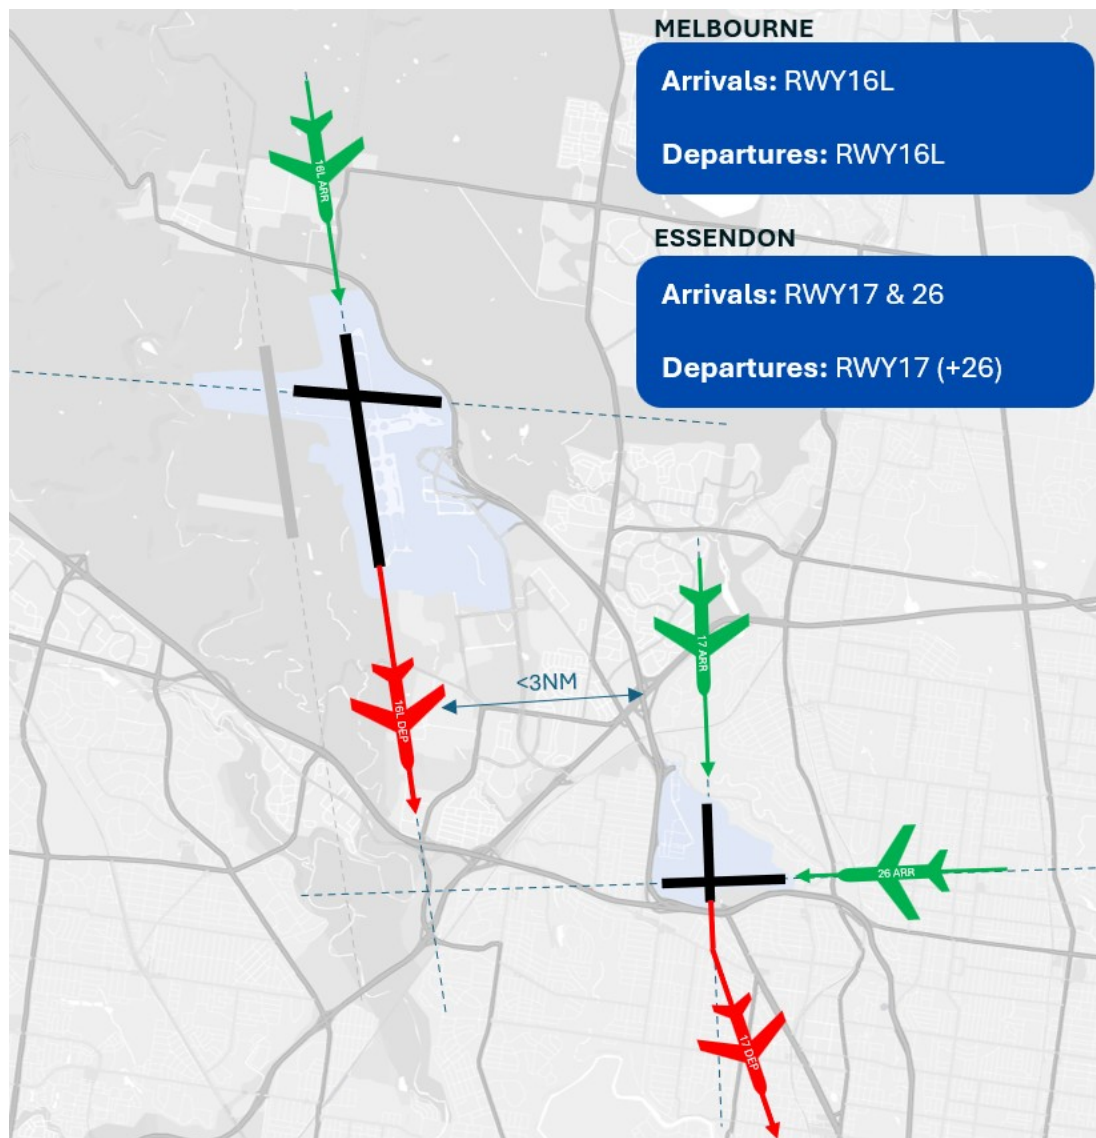 MELBOURNE
Arrivals: RWY16L
Departures: RWY16L
ESSENDON
Arrivals: RWY17 & 26
Departures: RWY17 (+26)
16L ARR
17 ARR
<3NM
16L DEP
26 ARR
17 DEP